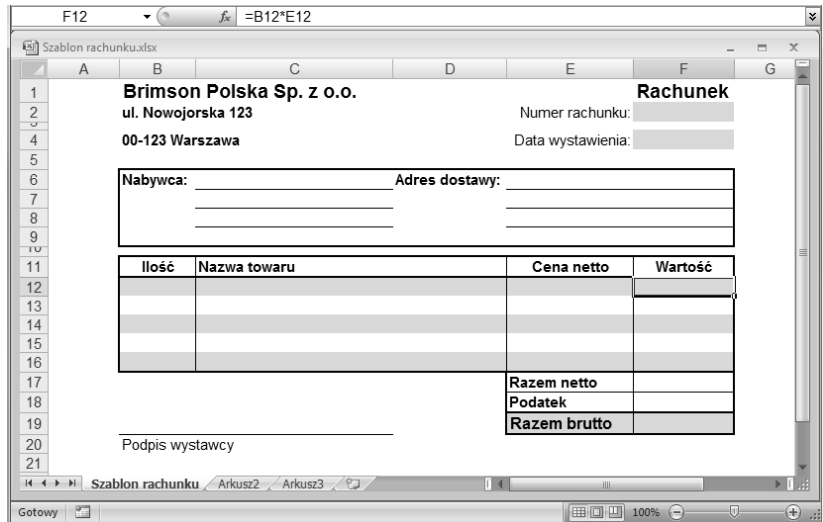 F12 fx =B12*E12
Szablon rachunku.xlsx
A B C D E F G
1 Brimson Polska Sp. z o.o. Rachunek
2 ul. Nowojorska 123 Numer rachunku:
4 00-123 Warszawa Data wystawienia:
5
6 Nabywca: Adres dostawy:
7
8
9
10
11 Ilość Nazwa towaru Cena netto Wartość
12
13
14
15
16
17 Razem netto
18 Podatek
19 Razem brutto
20 Podpis wystawcy
21
Szablon rachunku Arkusz2 Arkusz3
Gotowy 100%